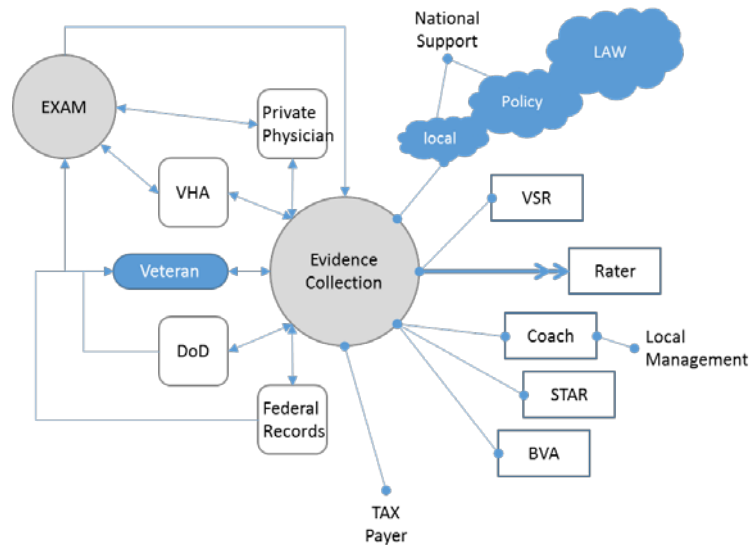 National
Support
LAW
Policy
local
EXAM
Private
Physician
VHA
VSR
Veteran
Evidence
Collection
Rater
DoD
Coach
Local
Management
Federal
Records
STAR
BVA
TAX
Payer